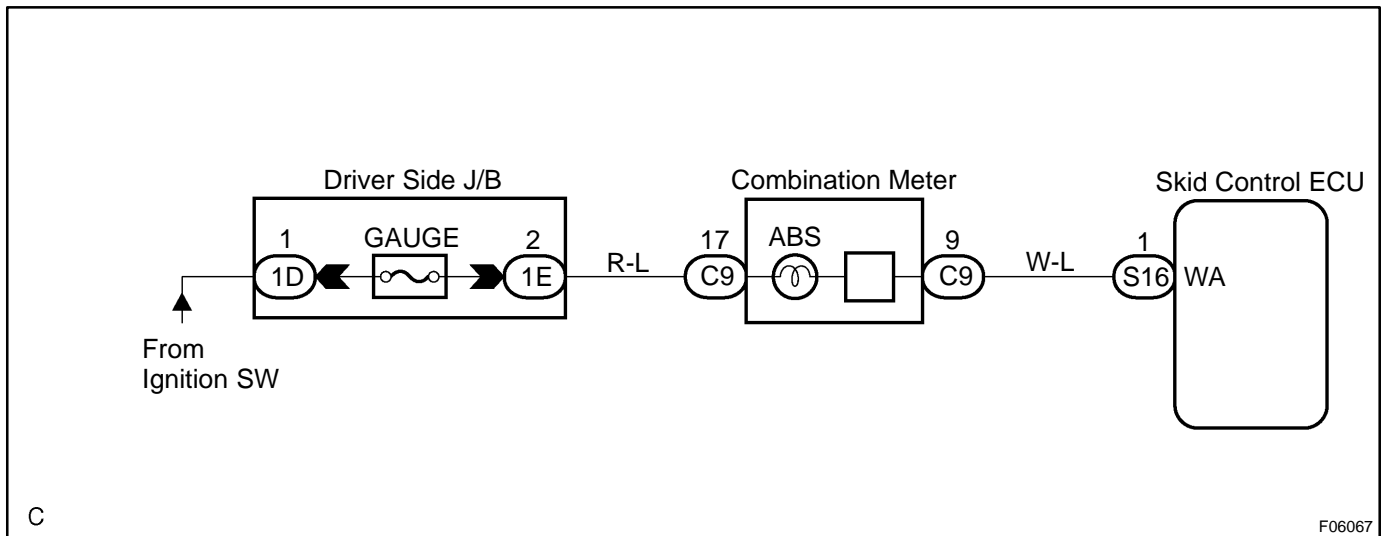 Driver Side J/B
Combination Meter
Skid Control ECU
1
GAUGE
2
17
ABS
9
1
1D
1E
R-L
C9
C9
W-L
S16
WA
From
Ignition SW
C
F06067